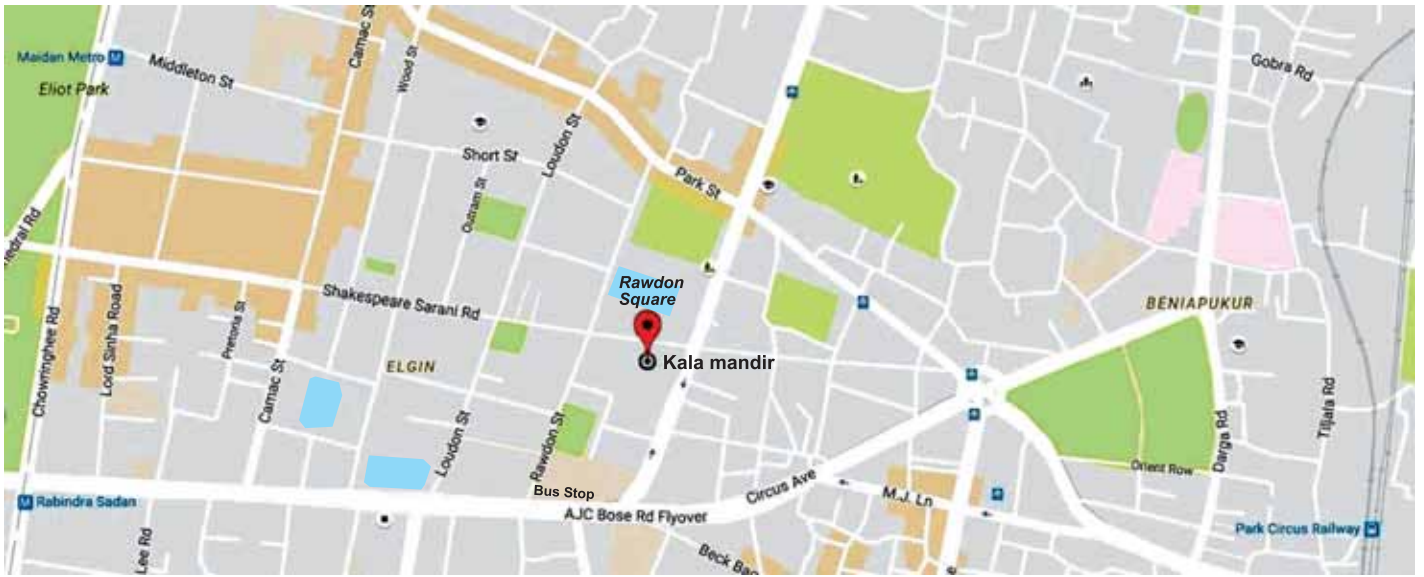 Maidan Metro
Middleton St
Camac St
Wood St
Gobra Rd
Eliot Park
Short St
Loudon St
Park St
Outram St
hedral Rd
Rawdon
Square
Shakespeare Sarani Rd
BENIAPUKUR
Chowringhee Rd
Lord Sinha Road
Pretoria St
Camac St
ELGIN
Kala mandir
Loudon St
Rawdon St
Tiljala Rd
Darga Rd
Orient Row
Rabindra Sadan
Bus Stop
AJC Bose Rd Flyover
Circus Ave
M.J. Ln
Park Circus Railway
Lee Rd
Beck Bag